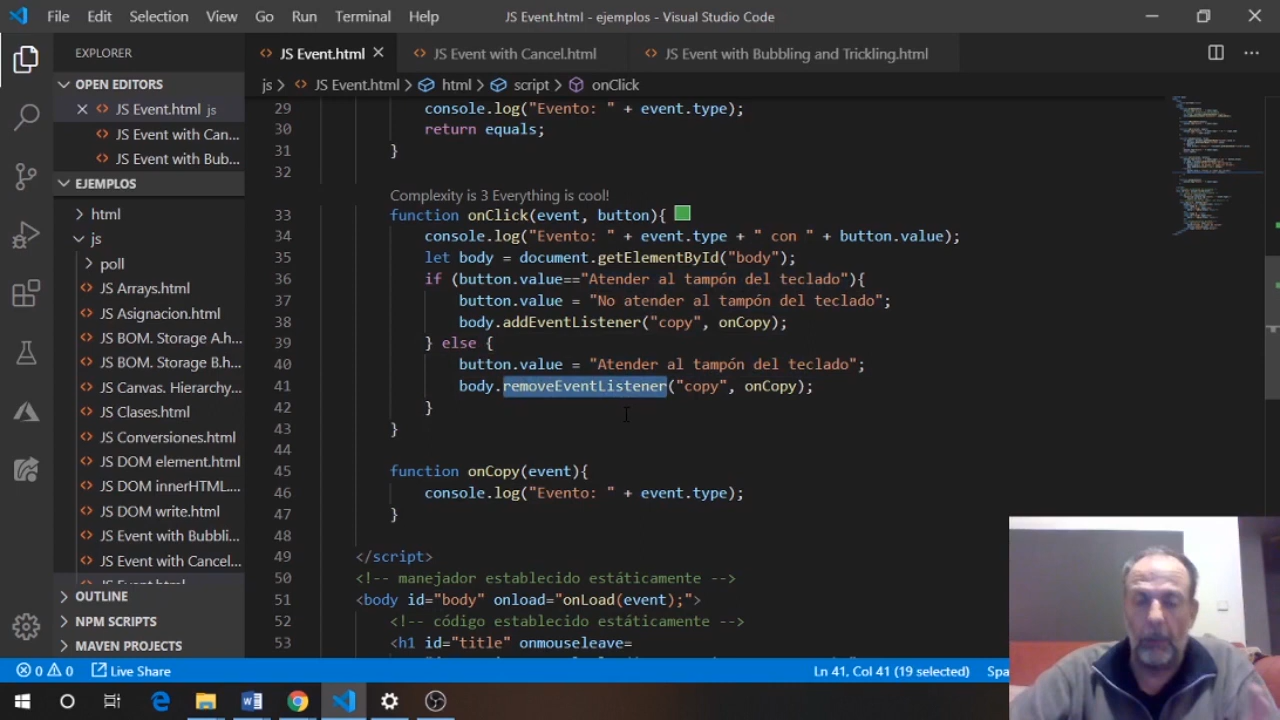 File Edit Selection View Go Run Terminal Help JS Event.html - ejemplos - Visual Studio Code
EXPLORER
OPEN EDITORS
JS Event.html js
JS Event with Can...
JS Event with Bub...
EJEMPLOS
html
js
poll
JS Arrays.html
JS Asignacion.html
JS BOM. Storage A.h...
JS BOM. Storage B.h...
JS Canvas. Hierarchy...
JS Clases.html
JS Conversiones.html
JS DOM element.html
JS DOM innerHTML....
JS DOM write.html
JS Event with Bubbli...
JS Event with Cancel...
JS Event.html
OUTLINE
NPM SCRIPTS
MAVEN PROJECTS
JS Event.html JS Event with Cancel.html JS Event with Bubbling and Trickling.html
js > JS Event.html > html > script > onClick
29 console.log("Evento: " + event.type);
30 return equals;
31 }
32
Complexity is 3 Everything is cool!
33 function onClick(event, button){
34 console.log("Evento: " + event.type + " con " + button.value);
35 let body = document.getElementById("body");
36 if (button.value=="Atender al tampón del teclado"){
37 button.value = "No atender al tampón del teclado";
38 body.addEventListener("copy", onCopy);
39 } else {
40 button.value = "Atender al tampón del teclado";
41 body.removeEventListener("copy", onCopy);
42 }
43 }
44
45 function onCopy(event){
46 console.log("Evento: " + event.type);
47 }
48
49 </script>
50 <!-- manejador establecido estáticamente -->
51 <body id="body" onload="onLoad(event);">
52 <!-- código establecido estáticamente -->
53 <h1 id="title" onmouseleave=
0 0 Live Share Ln 41, Col 41 (19 selected) Spa